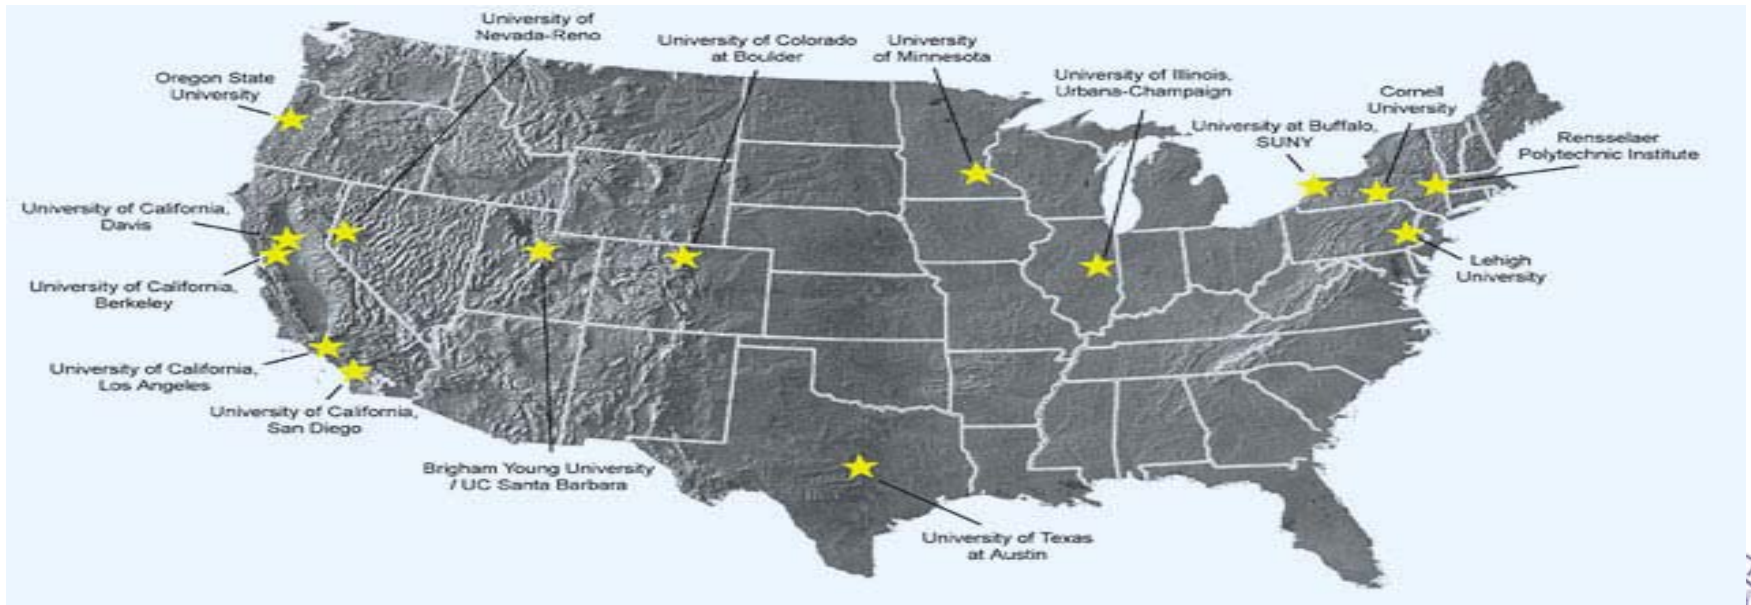 University of
Nevada-Reno
University of Colorado
at Boulder
University
of Minnesota
Oregon State
University
University of Illinois,
Urbana-Champaign
Cornell
University
University at Buffalo,
SUNY
Rensselaer
Polytechnic Institute
University of California,
Davis
University of California,
Berkeley
Lehigh
University
University of California,
Los Angeles
University of California,
San Diego
Brigham Young University
/ UC Santa Barbara
University of Texas
at Austin